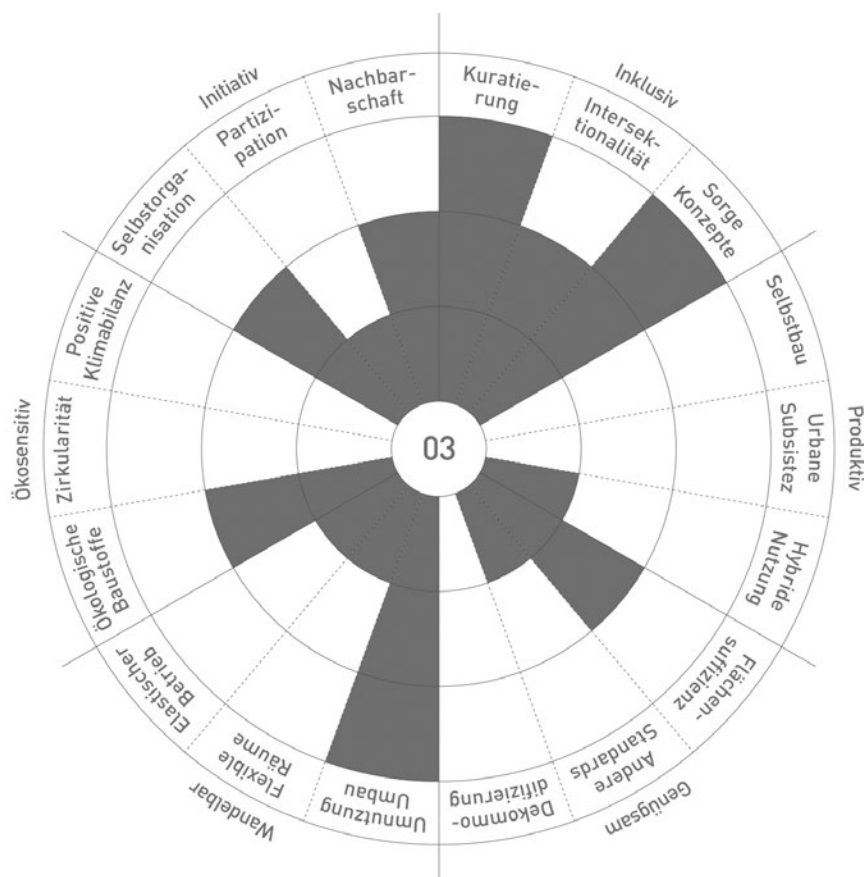 Initiativ
Nachbar-
schaft
Partizi-
pation
Selbstorga-
nisation
Inklusiv
Kuratie-
rung
Intersek-
tionalität
Sorge
Konzepte
Produktiv
Selbstbau
Urbane
Subsistez
Hybride
Nutzung
Genügsam
Flächen-
suffizienz
Andere
Standards
Dekommo-
difizierung
Wandelbar
Umnutzung
Umbau
Flexible
Räume
Elastischer
Betrieb
Ökosensitiv
Ökologische
Baustoffe
Zirkularität
Positive
Klimabilanz
03